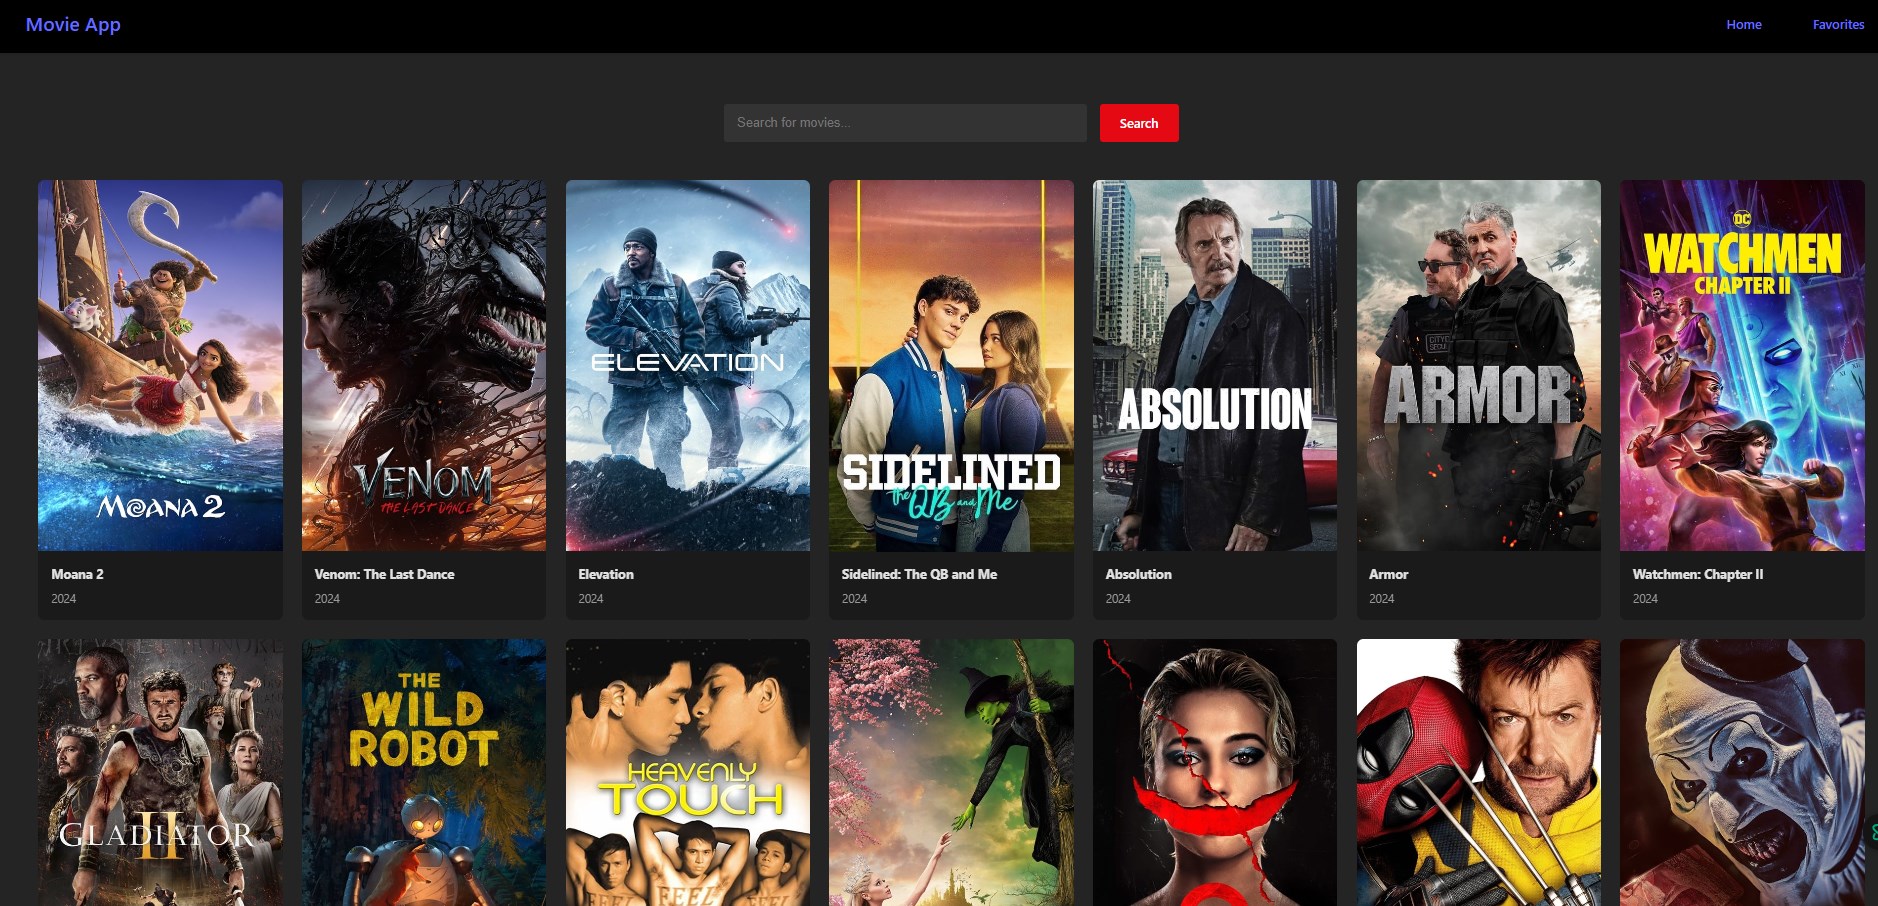 Movie App
Home
Favorites
Search for movies...
Search
MOANA 2
VENOM
THE LAST DANCE
ELEVATION
SIDELINED
the QB and Me
ABSOLUTION
CITY
ARMOR
DC
WATCHMEN
CHAPTER II
Moana 2
2024
Venom: The Last Dance
2024
Elevation
2024
Sidelined: The QB and Me
2024
Absolution
2024
Armor
2024
Watchmen: Chapter II
2024
GLADIATOR
II
THE
WILD
ROBOT
HEAVENLY
TOUCH
FEEL
FEEL